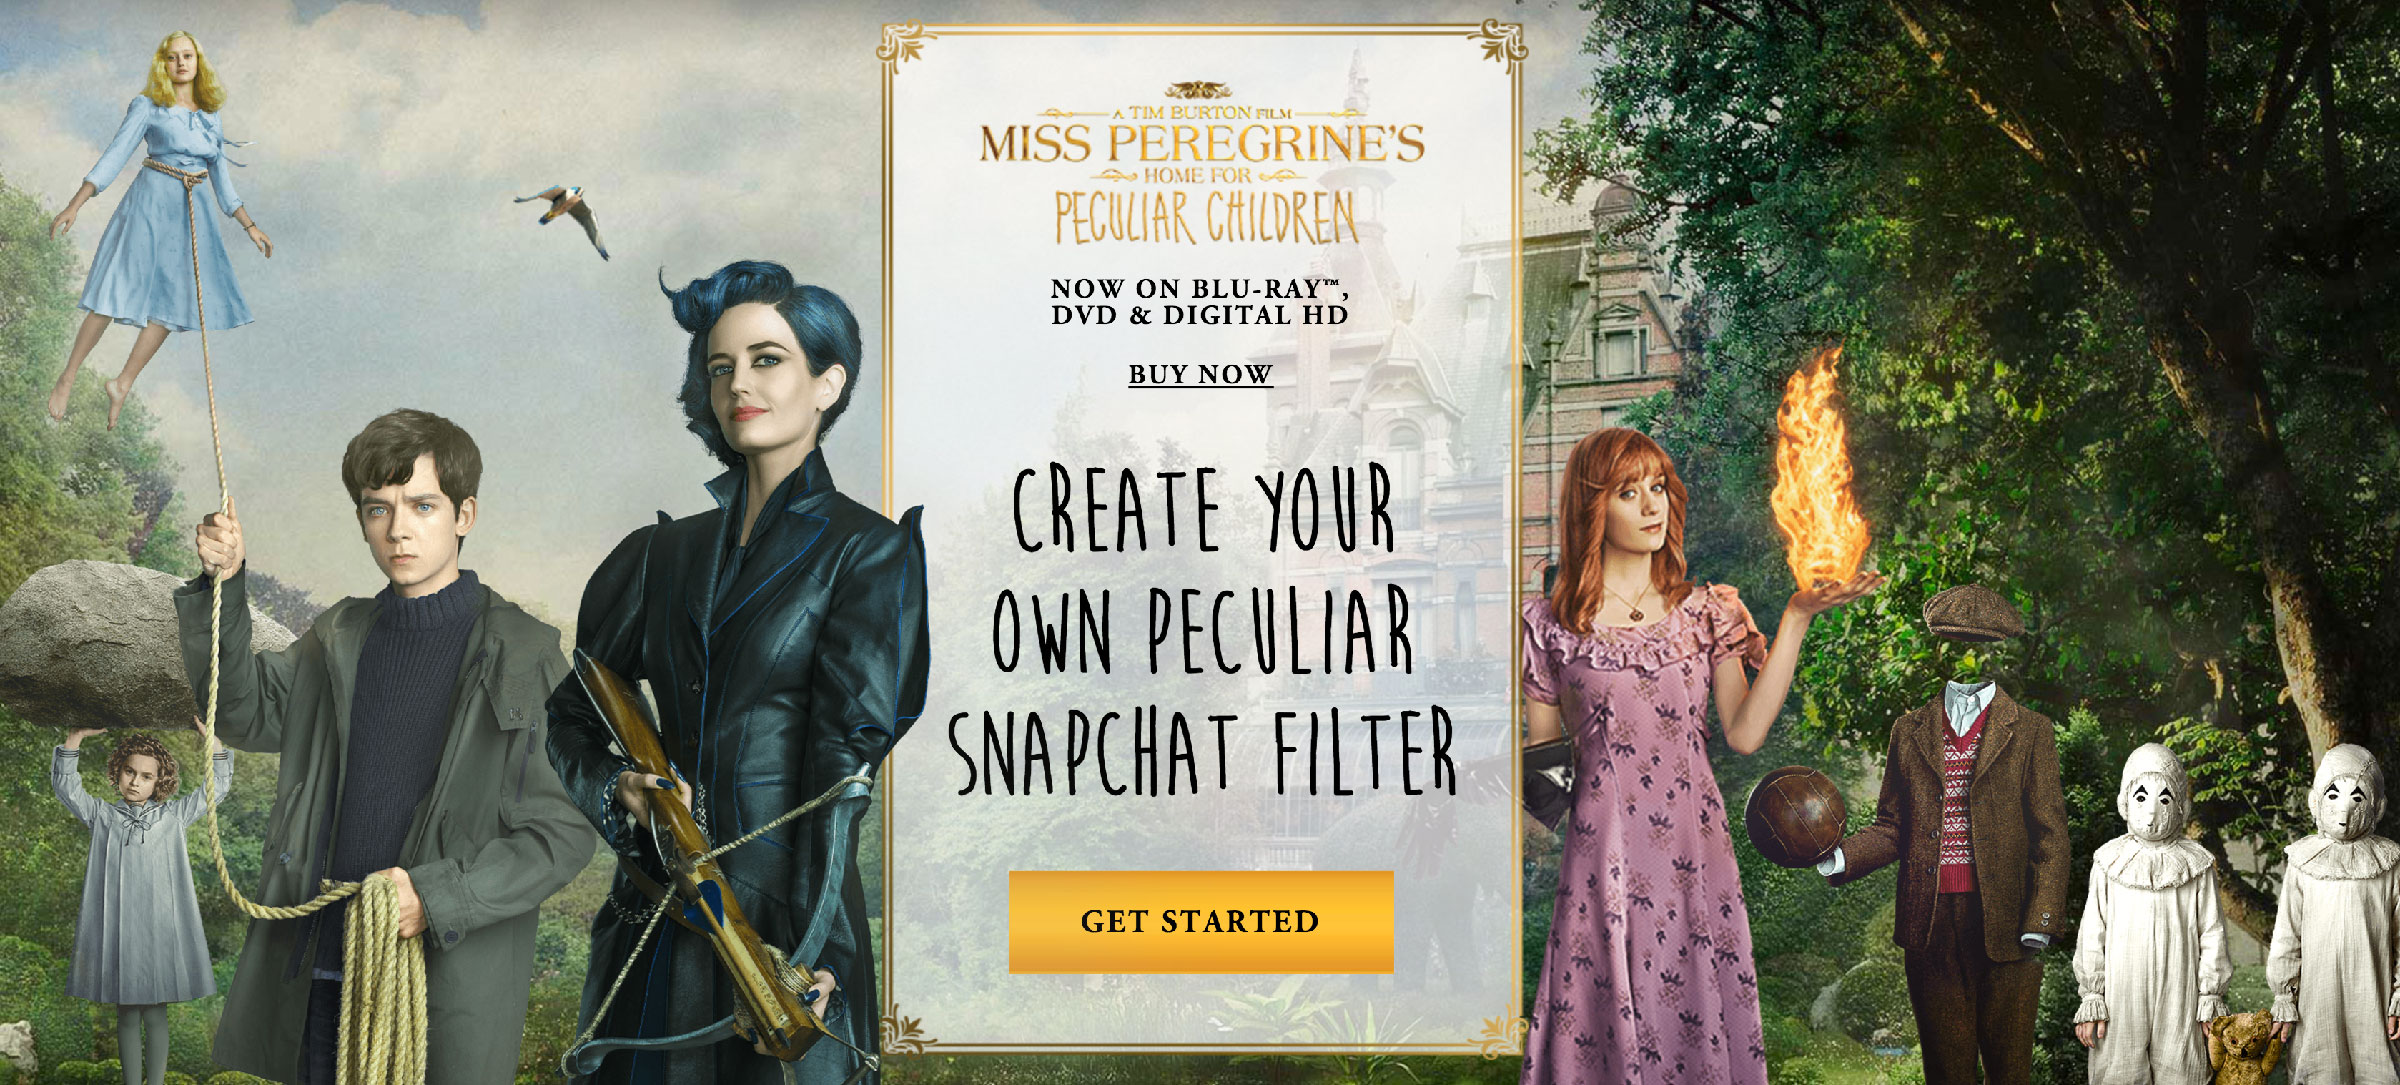 A TIM BURTON FILM
MISS PEREGRINE'S
HOME FOR
PECULIAR CHILDREN
NOW ON BLU-RAY™,
DVD & DIGITAL HD
BUY NOW
CREATE YOUR
OWN PECULIAR
SNAPCHAT FILTER
GET STARTED